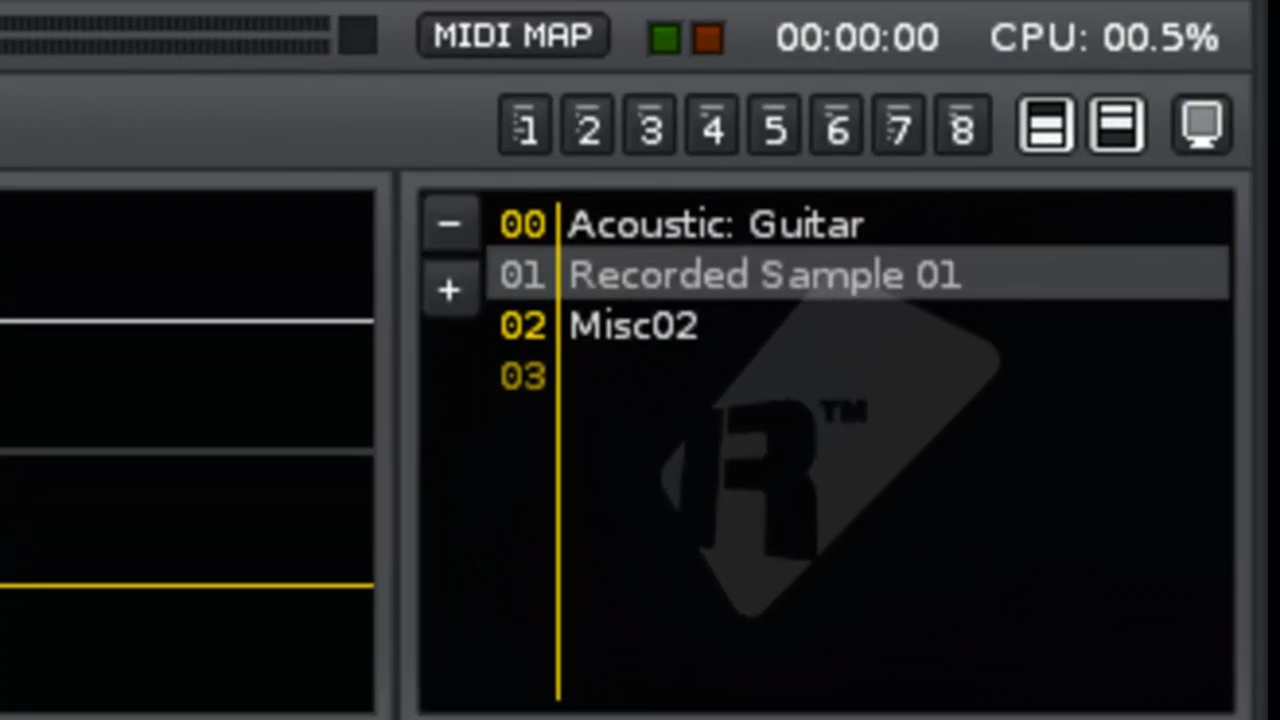 MIDI MAP 00:00:00 CPU: 00.5%
1 2 3 4 5 6 7 8
− 00 Acoustic: Guitar
01 Recorded Sample 01
+
02 Misc02
03
R™